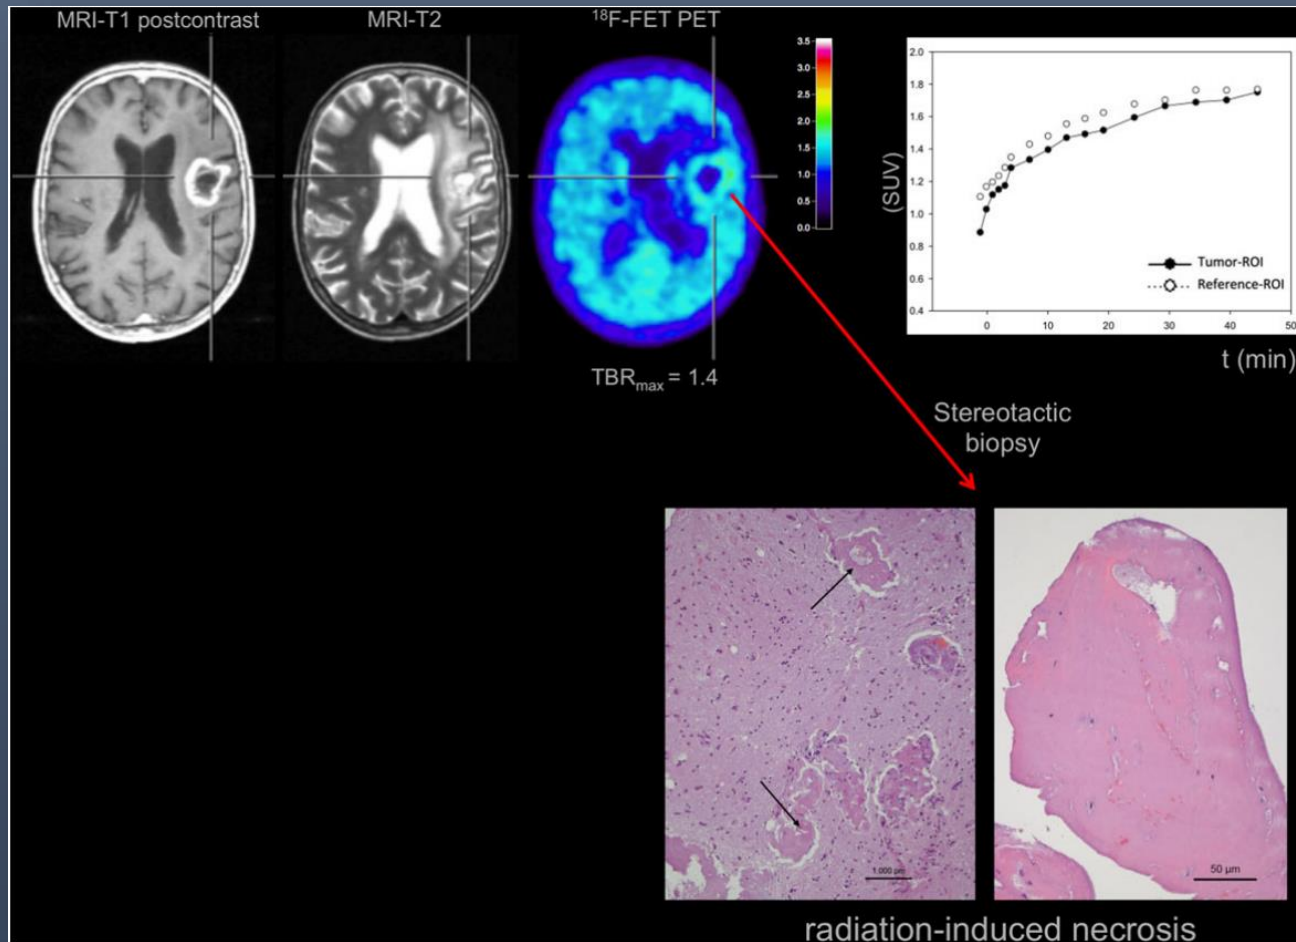 MRI-T1 postcontrast
MRI-T2
18F-FET PET
3.5
3.0
2.5
2.0
1.5
1.0
0.5
0.0
TBRmax = 1.4
(SUV)
2.0
1.8
1.6
1.4
1.2
1.0
0.8
0.6
0.4
Tumor-ROI
Reference-ROI
0 10 20 30 40 50
t (min)
Stereotactic
biopsy
1.000 µm
50 µm
radiation-induced necrosis